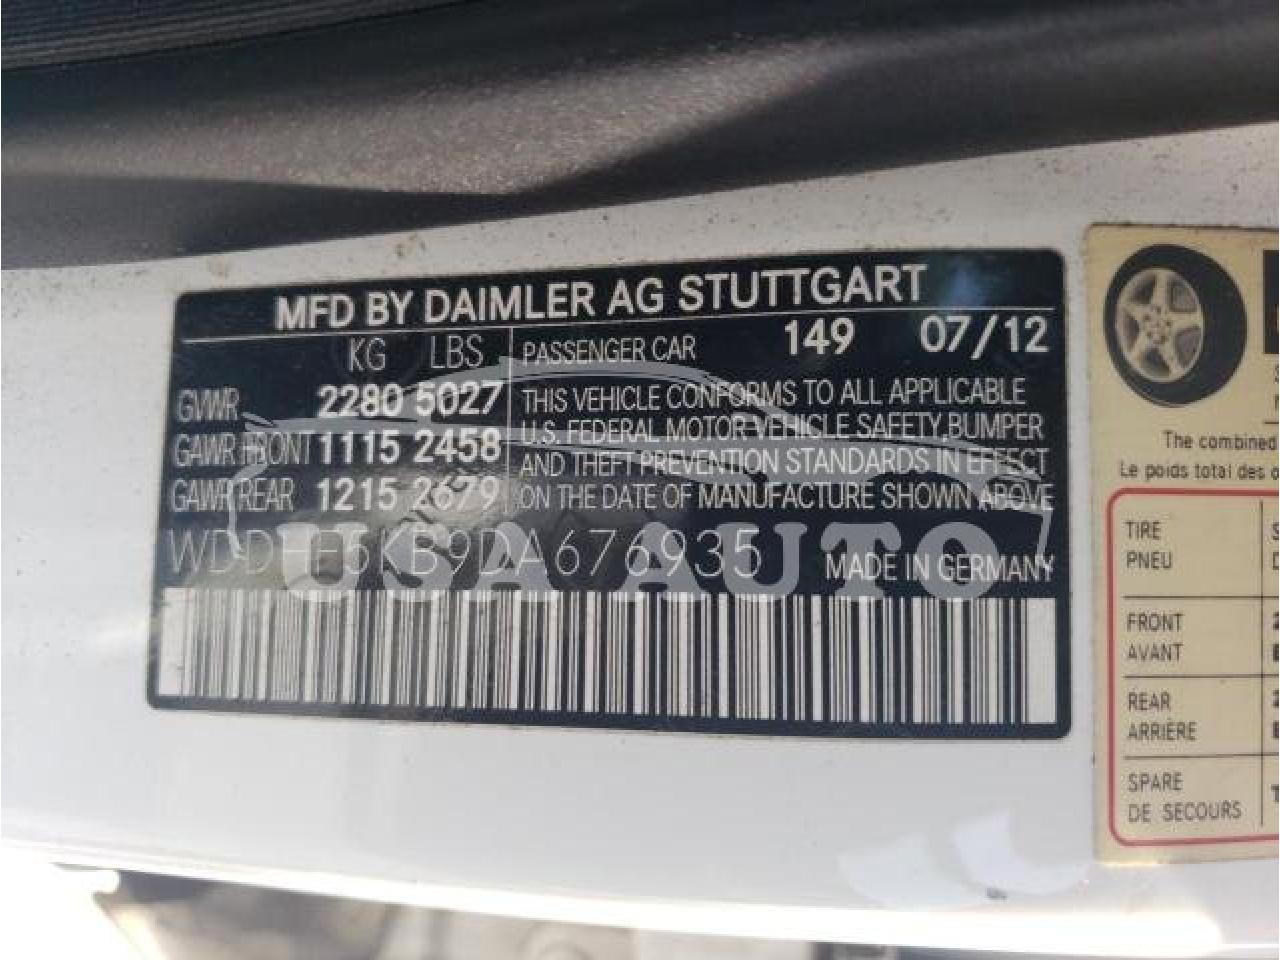 MFD BY DAIMLER AG STUTTGART
KG LBS PASSENGER CAR 149 07/12
GVWR 2280 5027 THIS VEHICLE CONFORMS TO ALL APPLICABLE
GAWR FRONT 1115 2458 U.S. FEDERAL MOTOR VEHICLE SAFETY, BUMPER
AND THEFT PREVENTION STANDARDS IN EFFECT
GAWR REAR 1215 2679 ON THE DATE OF MANUFACTURE SHOWN ABOVE
WDDHF5KB9DA676935 MADE IN GERMANY
USA AUTO
The combined
Le poids total des
TIRE
PNEU
FRONT
AVANT
REAR
ARRIÈRE
SPARE
DE SECOURS